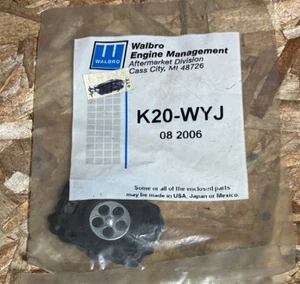 Walbro
Engine Management
Aftermarket Division
Cass City, MI 48726
WALBRO
K20-WYJ
08 2006
Some or all of the enclosed parts
may be made in USA, Japan or Mexico.